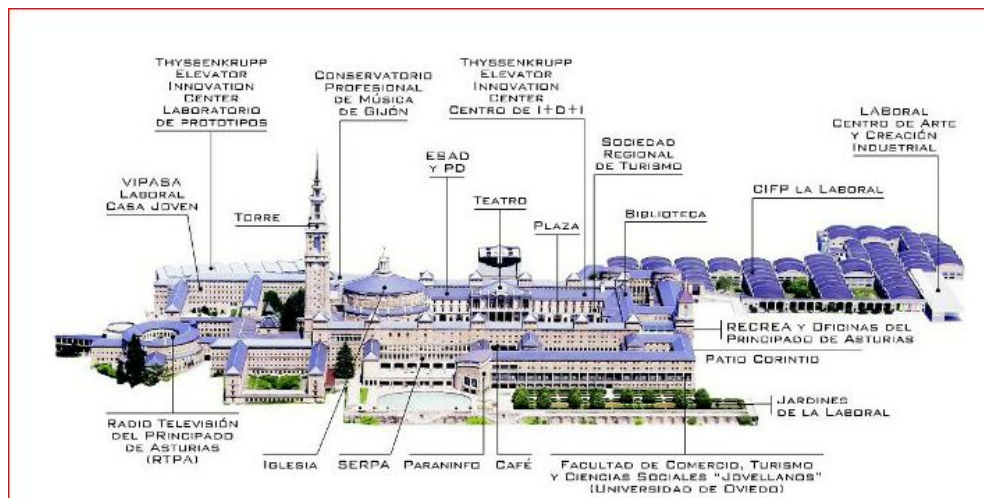 THYSSENKRUPP
ELEVATOR
INNOVATION
CENTER
LABORATORIO
DE PROTOTIPOS
CONSERVATORIO
PROFESIONAL
DE MÚSICA
DE GIJÓN
THYSSENKRUPP
ELEVATOR
INNOVATION
CENTER
CENTRO DE I+D+I
SOCIEDAD
REGIONAL
DE TURISMO
LABORAL
CENTRO DE ARTE
Y CREACIÓN
INDUSTRIAL
VIPASA
LABORAL
CASA JOVEN
TORRE
ESAD
Y PD
TEATRO
PLAZA
BIBLIOTECA
CIFP LA LABORAL
RECREA Y OFICINAS DEL
PRINCIPADO DE ASTURIAS
PATIO CORINTIO
JARDINES
DE LA LABORAL
RADIO TELEVISIÓN
DEL PRINCIPADO
DE ASTURIAS
(RTPA)
IGLESIA
SERPA
PARANINFO
CAFÉ
FACULTAD DE COMERCIO, TURISMO
Y CIENCIAS SOCIALES "JOVELLANOS"
(UNIVERSIDAD DE OVIEDO)